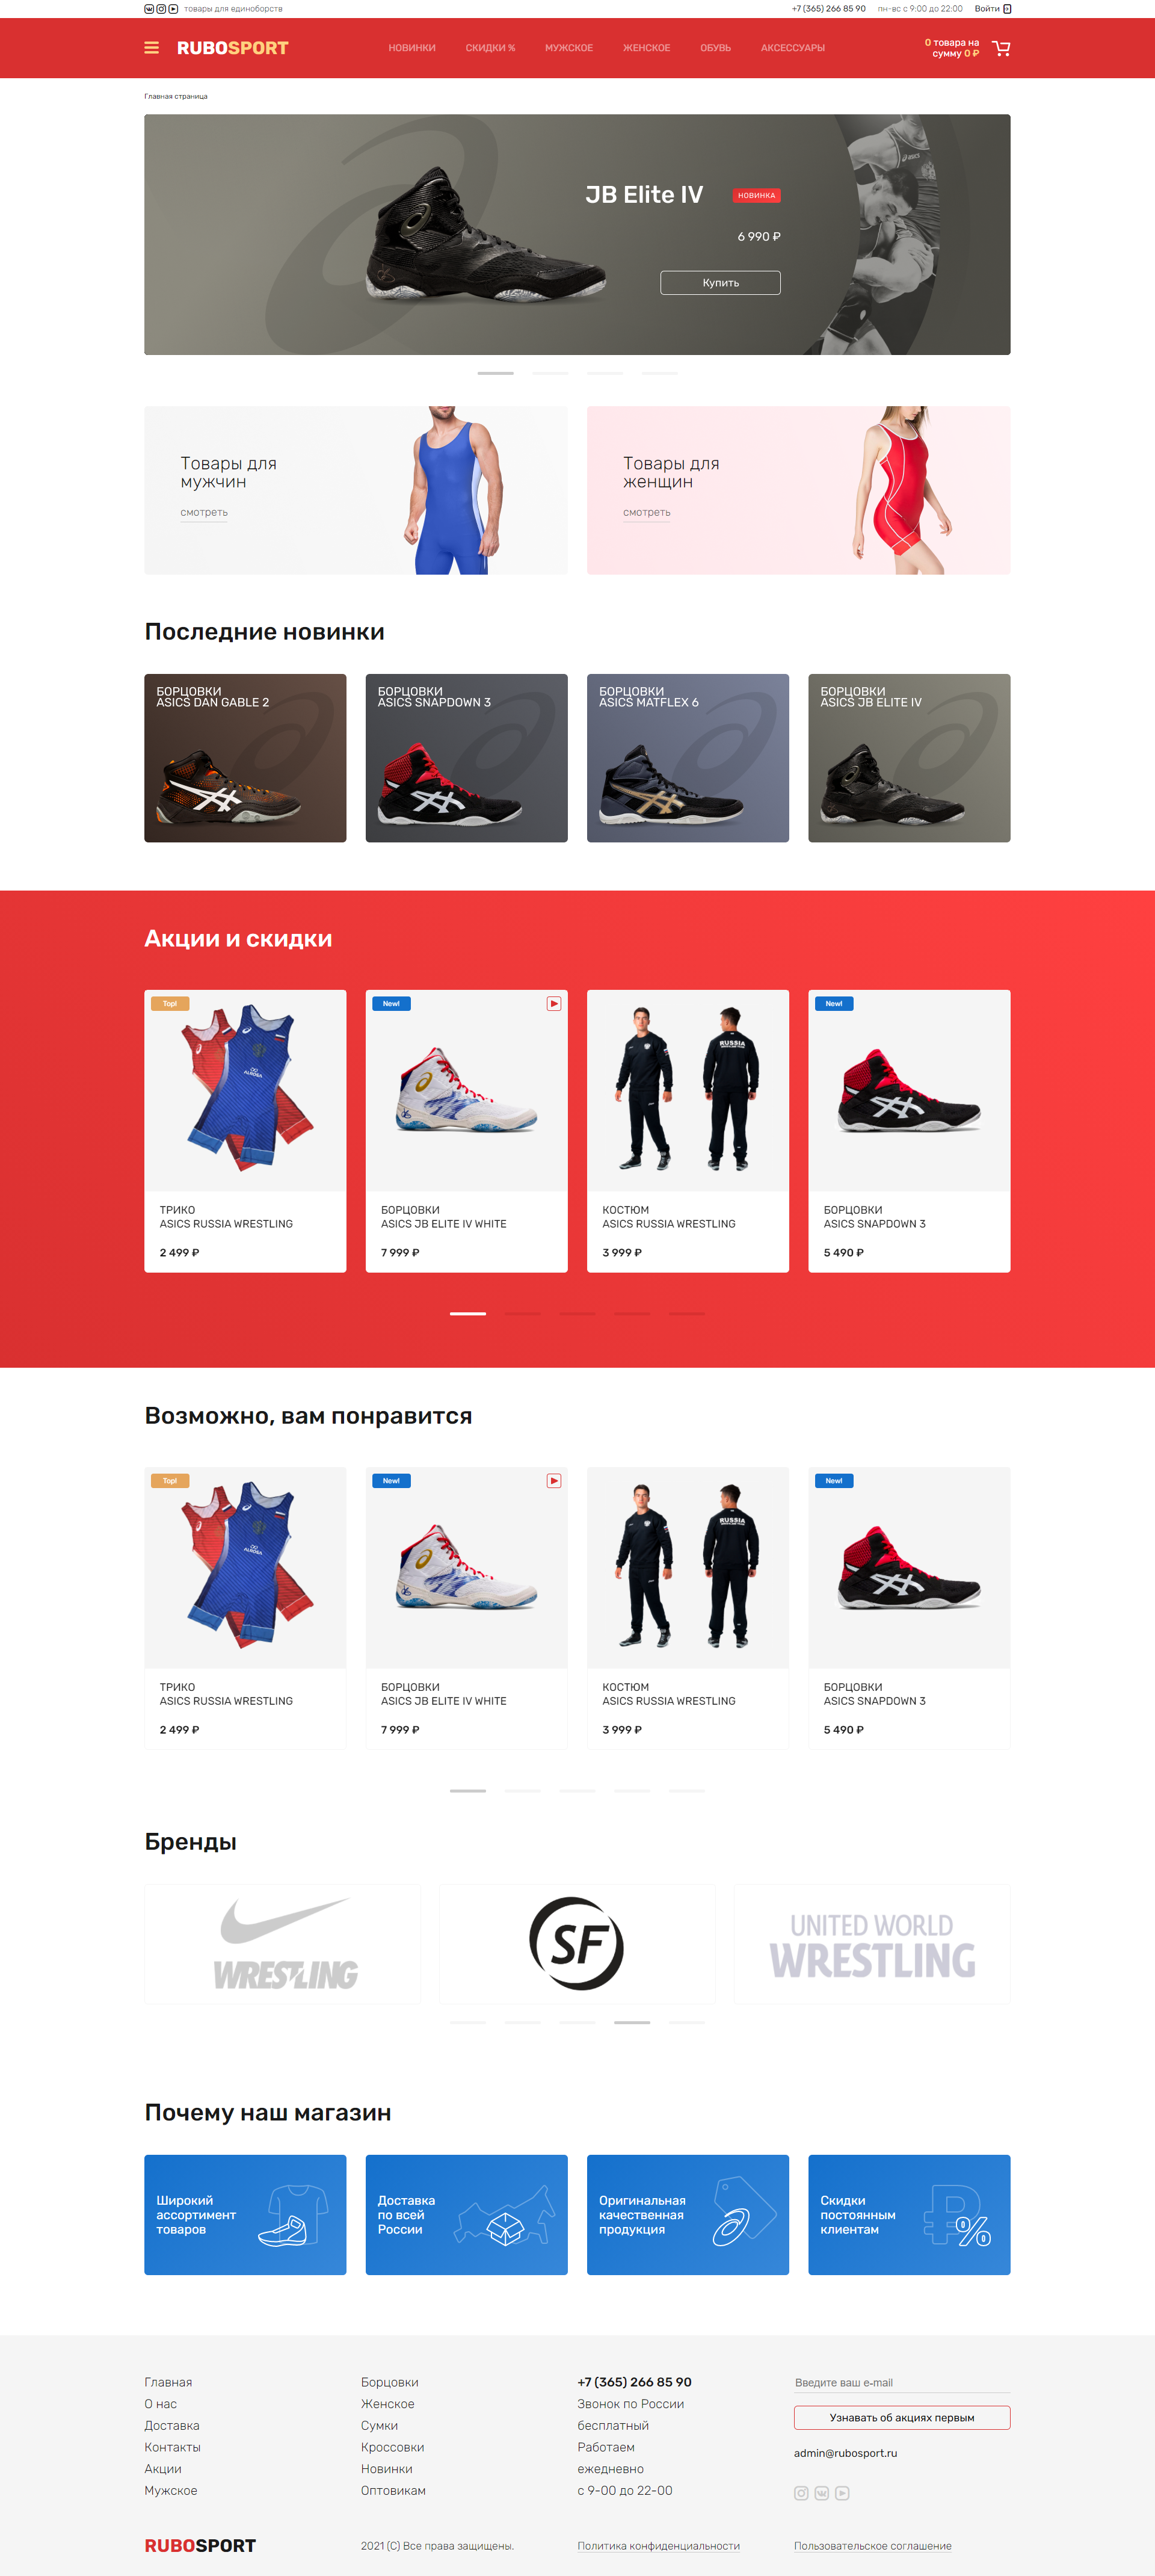 товары для единоборств
+7 (365) 266 85 90
пн-вс с 9:00 до 22:00
Войти
RUBOSPORT
НОВИНКИ
СКИДКИ %
МУЖСКОЕ
ЖЕНСКОЕ
ОБУВЬ
АКСЕССУАРЫ
0 товара на
сумму 0 ₽
Главная страница
JB Elite IV
НОВИНКА
6 990 ₽
Купить
asics
Товары для
мужчин
смотреть
Товары для
женщин
смотреть
Последние новинки
БОРЦОВКИ
ASICS DAN GABLE 2
БОРЦОВКИ
ASICS SNAPDOWN 3
БОРЦОВКИ
ASICS MATFLEX 6
БОРЦОВКИ
ASICS JB ELITE IV
Акции и скидки
Top!
ALROSA
ТРИКО
ASICS RUSSIA WRESTLING
2 499 ₽
New!
БОРЦОВКИ
ASICS JB ELITE IV WHITE
7 999 ₽
RUSSIA
КОСТЮМ
ASICS RUSSIA WRESTLING
3 999 ₽
New!
БОРЦОВКИ
ASICS SNAPDOWN 3
5 490 ₽
Возможно, вам понравится
Top!
ALROSA
ТРИКО
ASICS RUSSIA WRESTLING
2 499 ₽
New!
БОРЦОВКИ
ASICS JB ELITE IV WHITE
7 999 ₽
RUSSIA
КОСТЮМ
ASICS RUSSIA WRESTLING
3 999 ₽
New!
БОРЦОВКИ
ASICS SNAPDOWN 3
5 490 ₽
Бренды
WRESTLING
SF
UNITED WORLD
WRESTLING
Почему наш магазин
Широкий
ассортимент
товаров
Доставка
по всей
России
Оригинальная
качественная
продукция
Скидки
постоянным
клиентам
₽
%
Главная
О нас
Доставка
Контакты
Акции
Мужское
Борцовки
Женское
Сумки
Кроссовки
Новинки
Оптовикам
+7 (365) 266 85 90
Звонок по России
бесплатный
Работаем
ежедневно
с 9-00 до 22-00
Введите ваш e-mail
Узнавать об акциях первым
admin@rubosport.ru
RUBOSPORT
2021 (C) Все права защищены.
Политика конфиденциальности
Пользовательское соглашение